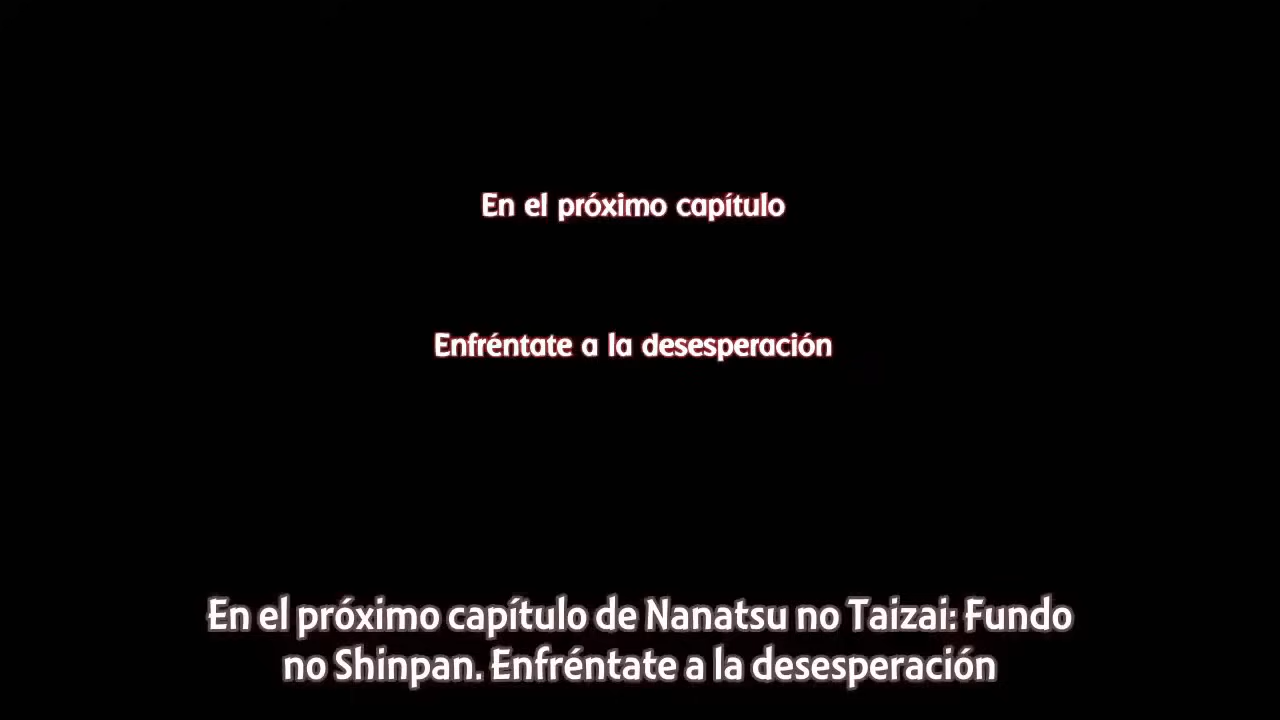 En el próximo capítulo
Enfréntate a la desesperación
En el próximo capítulo de Nanatsu no Taizai: Fundo
no Shinpan. Enfréntate a la desesperación